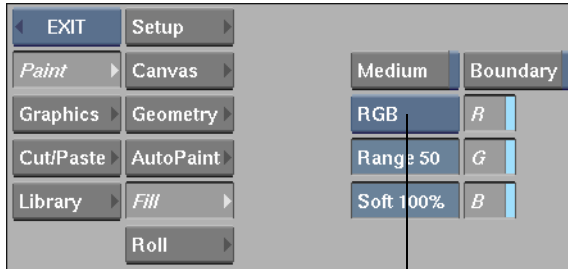 EXIT Setup
Paint Canvas Medium Boundary
Graphics Geometry RGB R
Cut/Paste AutoPaint Range 50 G
Library Fill Soft 100% B
Roll